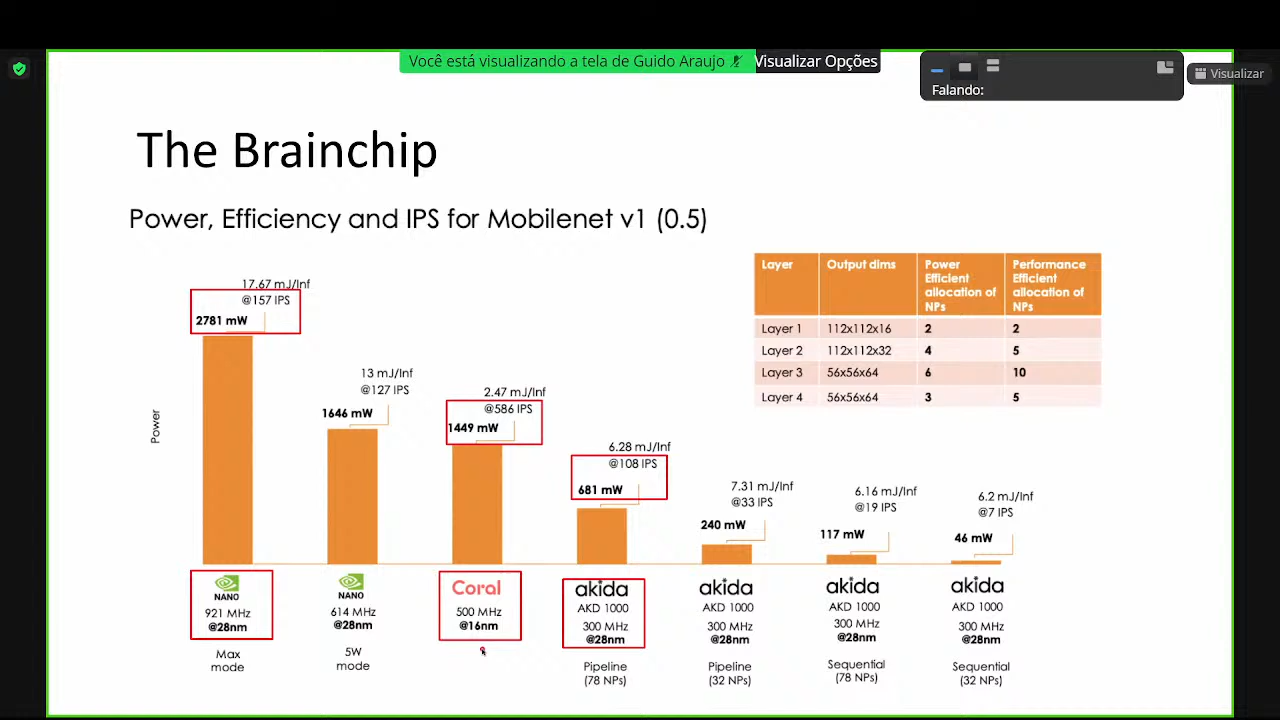 Você está visualizando a tela de Guido Araujo
Visualizar Opções
Falando:
Visualizar
The Brainchip
Power, Efficiency and IPS for Mobilenet v1 (0.5)
Layer Output dims Power Efficient allocation of NPs Performance Efficient allocation of NPs
Layer 1 112x112x16 2 2
Layer 2 112x112x32 4 5
Layer 3 56x56x64 6 10
Layer 4 56x56x64 3 5
Power
17.67 mJ/Inf
@157 IPS
2781 mW
13 mJ/Inf
@127 IPS
1646 mW
2.47 mJ/Inf
@586 IPS
1449 mW
6.28 mJ/Inf
@108 IPS
681 mW
7.31 mJ/Inf
@33 IPS
240 mW
6.16 mJ/Inf
@19 IPS
117 mW
6.2 mJ/Inf
@7 IPS
46 mW
NANO
921 MHz
@28nm
Max
mode
NANO
614 MHz
@28nm
5W
mode
Coral
500 MHz
@16nm
akida
AKD 1000
300 MHz
@28nm
Pipeline
(78 NPs)
akida
AKD 1000
300 MHz
@28nm
Pipeline
(32 NPs)
akida
AKD 1000
300 MHz
@28nm
Sequential
(78 NPs)
akida
AKD 1000
300 MHz
@28nm
Sequential
(32 NPs)